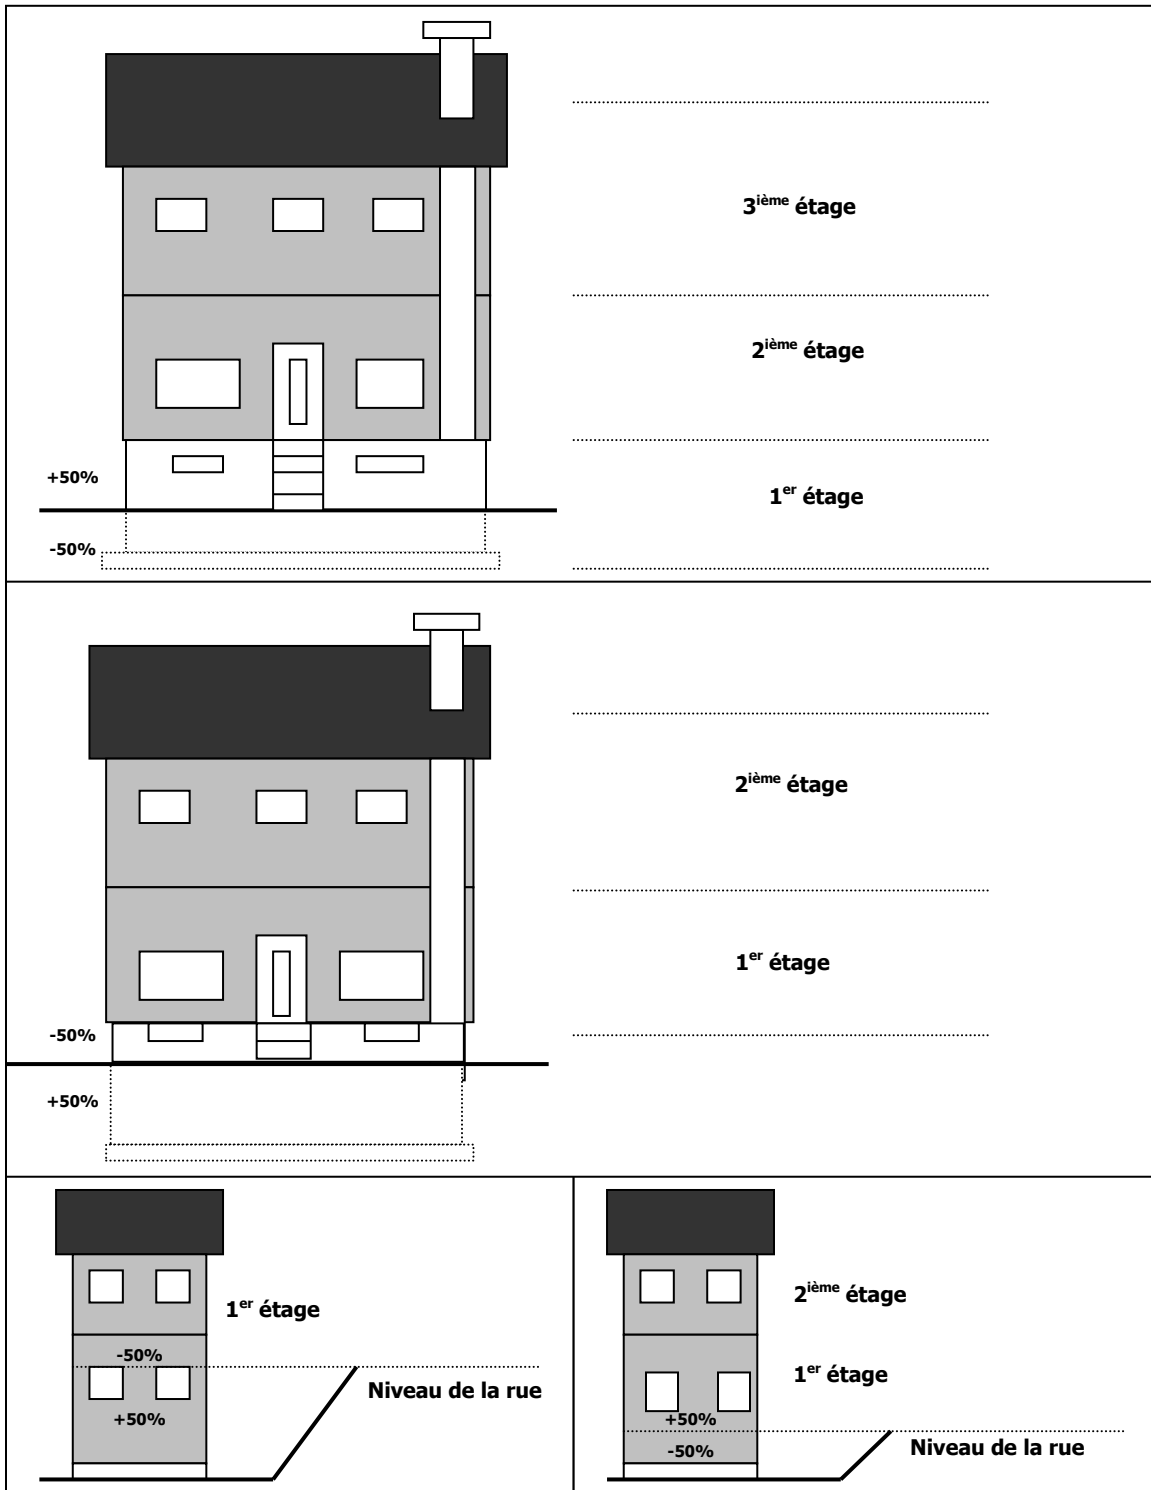 3ième étage
2ième étage
+50%
1er étage
-50%
2ième étage
1er étage
-50%
+50%
1er étage
-50%
Niveau de la rue
+50%
2ième étage
1er étage
+50%
Niveau de la rue
-50%